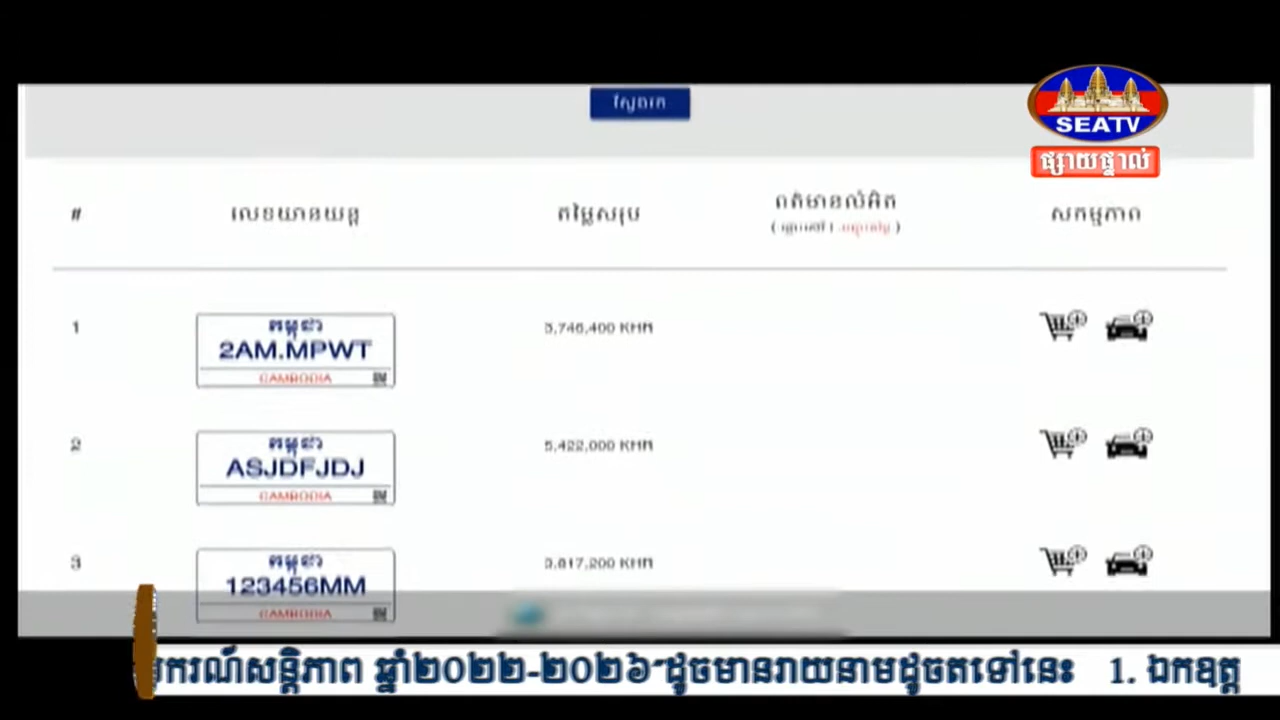 ស្វែងរក
SEATV
ផ្សាយផ្ទាល់
# លេខយានយន្ត តម្លៃសរុប ពត៌មានលំអិត សកម្មភាព
1
កម្ពុជា
2AM.MPWT
CAMBODIA
2
កម្ពុជា
ASJDFJDJ
CAMBODIA
5,422,000 KHR
3
កម្ពុជា
123456MM
CAMBODIA
ករណ៍សន្តិភាព ឆ្នាំ២០២២-២០២៦ ដូចមានរាយនាមដូចតទៅនេះ៖ 1. ឯកឧត្ត